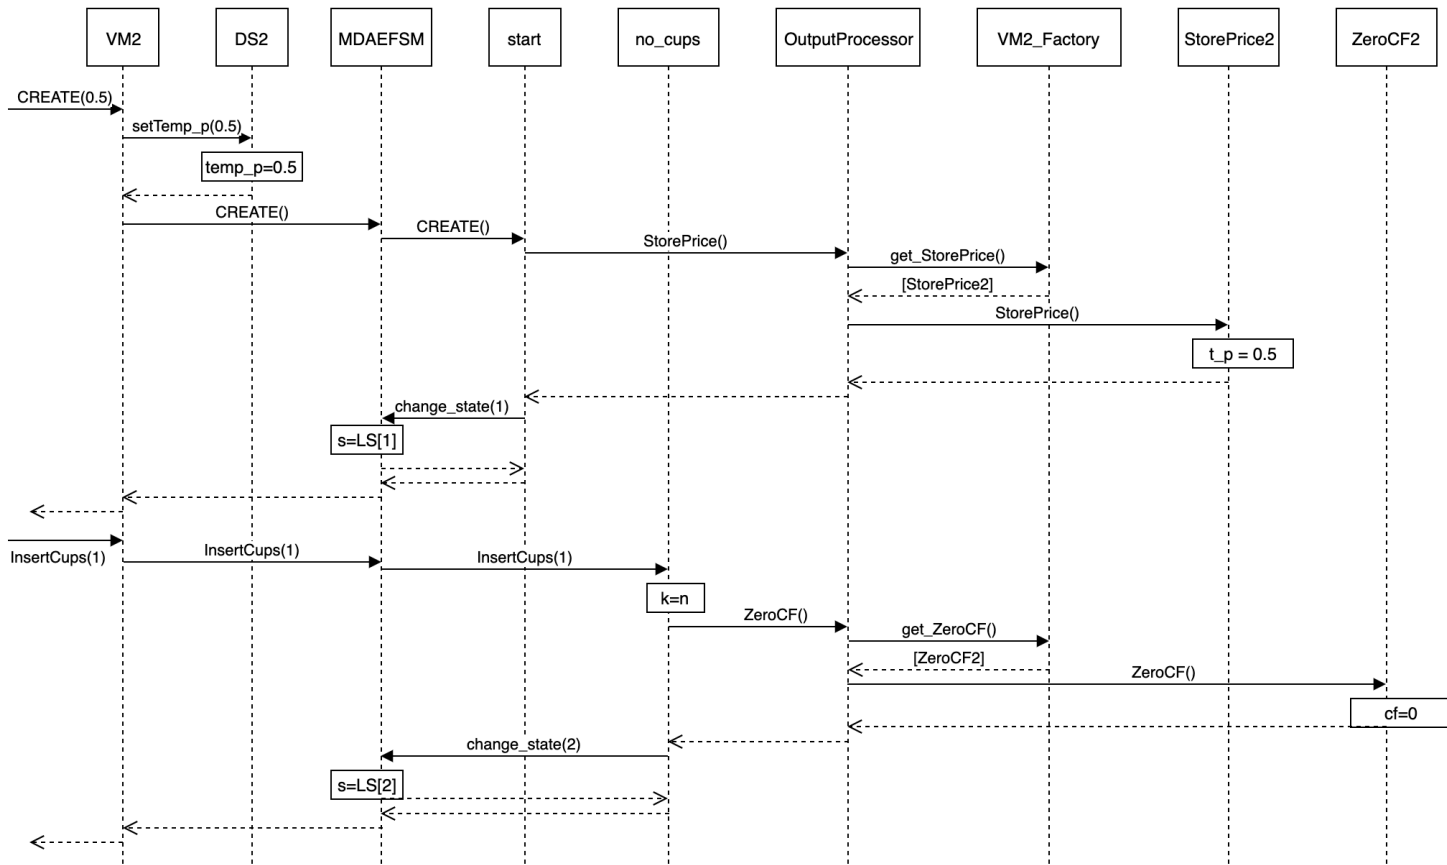 VM2
DS2
MDAEFSM
start
no_cups
OutputProcessor
VM2_Factory
StorePrice2
ZeroCF2
CREATE(0.5)
setTemp_p(0.5)
temp_p=0.5
CREATE()
CREATE()
StorePrice()
get_StorePrice()
[StorePrice2]
StorePrice()
t_p = 0.5
change_state(1)
s=LS[1]
InsertCups(1)
InsertCups(1)
InsertCups(1)
k=n
ZeroCF()
get_ZeroCF()
[ZeroCF2]
ZeroCF()
cf=0
change_state(2)
s=LS[2]